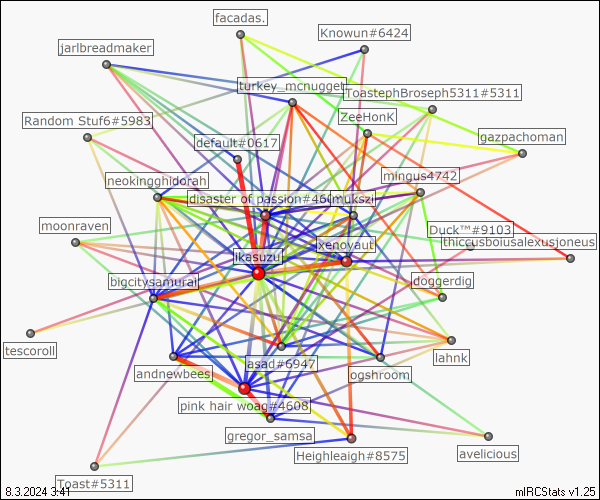 facadas.
Knowun#6424
jarlbreadmaker
turkey_mcnugget
ToastephBroseph5311#5311
ZeeHonK
Random Stuf6#5983
default#0617
gazpachoman
neokingghidorah
mingus4742
disaster of passion#46
mukszi
moonraven
Duck™#9103
xenoyaut
thiccusboiusalexusjoneus
ikasuzu
bigcitysamurai
doggerdig
tescoroll
asad#6947
lahnk
andnewbees
ogshroom
pink hair woag#4608
gregor_samsa
Heighleaigh#8575
avelicious
Toast#5311
8.3.2024 3:41
mIRCStats v1.25